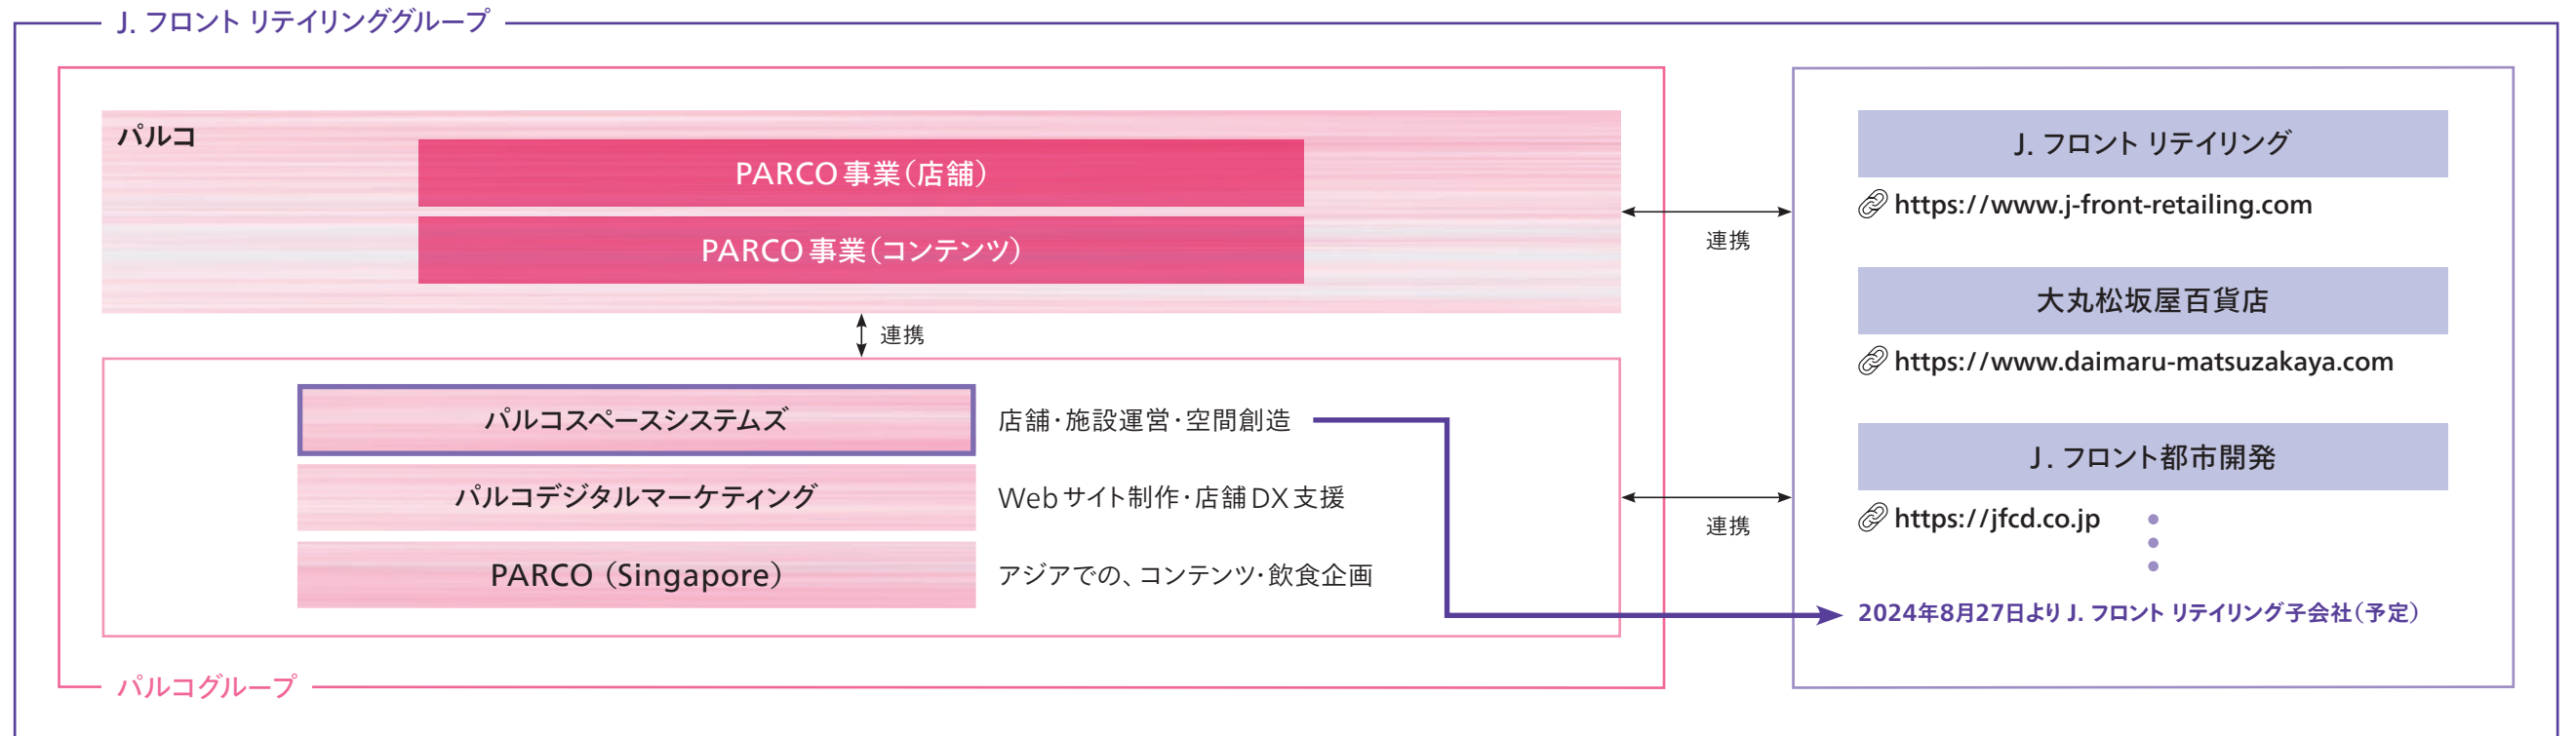 J. フロント リテイリンググループ
パルコ
PARCO事業（店舗）
PARCO事業（コンテンツ）
連携
パルコスペースシステムズ
店舗・施設運営・空間創造
パルコデジタルマーケティング
Webサイト制作・店舗DX支援
PARCO（Singapore）
アジアでの、コンテンツ・飲食企画
パルコグループ
連携
連携
J. フロント リテイリング
https://www.j-front-retailing.com
大丸松坂屋百貨店
https://www.daimaru-matsuzakaya.com
J. フロント都市開発
https://jfcd.co.jp
2024年8月27日より J. フロント リテイリング子会社（予定）